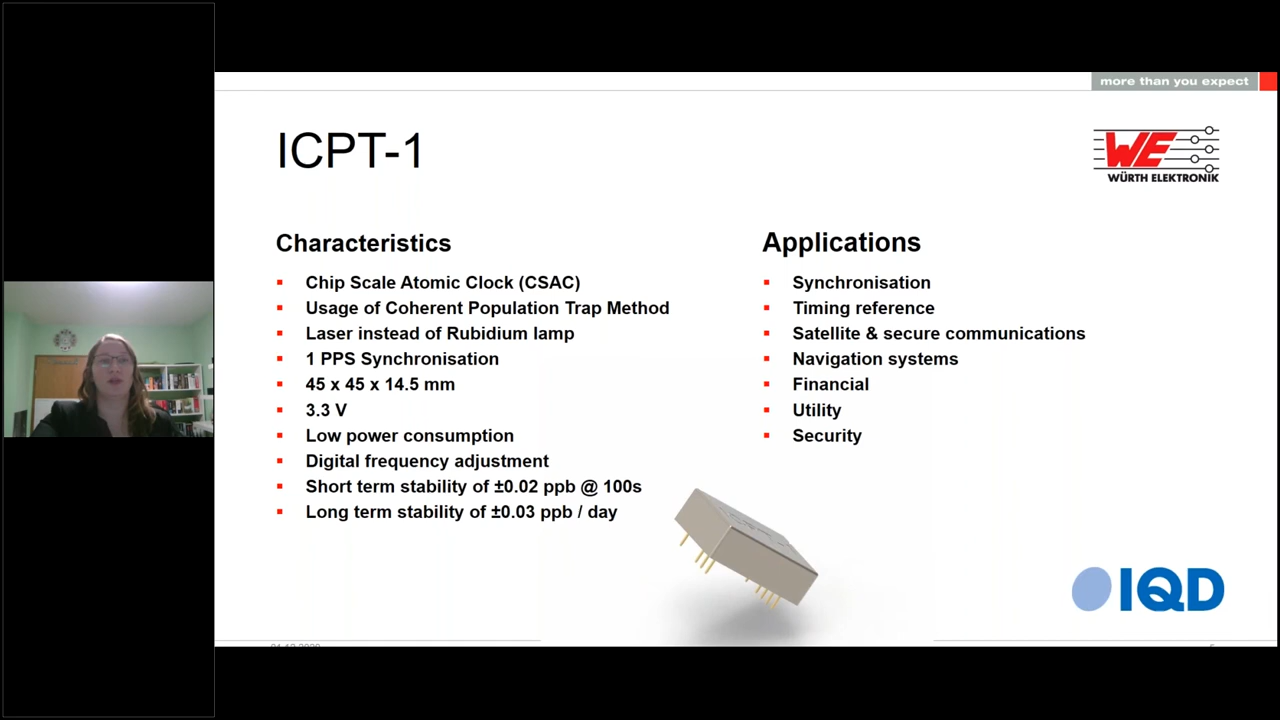 more than you expect
ICPT-1
WE
WÜRTH ELEKTRONIK
Characteristics
Chip Scale Atomic Clock (CSAC)
Usage of Coherent Population Trap Method
Laser instead of Rubidium lamp
1 PPS Synchronisation
45 x 45 x 14.5 mm
3.3 V
Low power consumption
Digital frequency adjustment
Short term stability of ±0.02 ppb @ 100s
Long term stability of ±0.03 ppb / day
Applications
Synchronisation
Timing reference
Satellite & secure communications
Navigation systems
Financial
Utility
Security
IQD